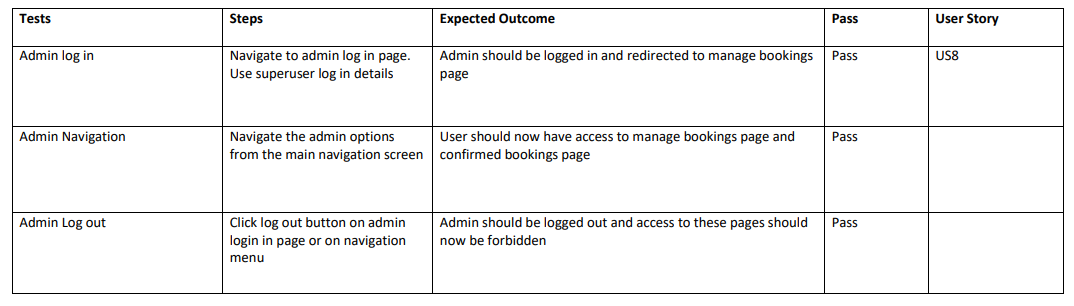 Tests Steps Expected Outcome Pass User Story
Admin log in Navigate to admin log in page. Admin should be logged in and redirected to manage bookings Pass US8
Use superuser log in details page
Admin Navigation Navigate the admin options User should now have access to manage bookings page and Pass
from the main navigation screen confirmed bookings page
Admin Log out Click log out button on admin Admin should be logged out and access to these pages should Pass
login in page or on navigation now be forbidden
menu